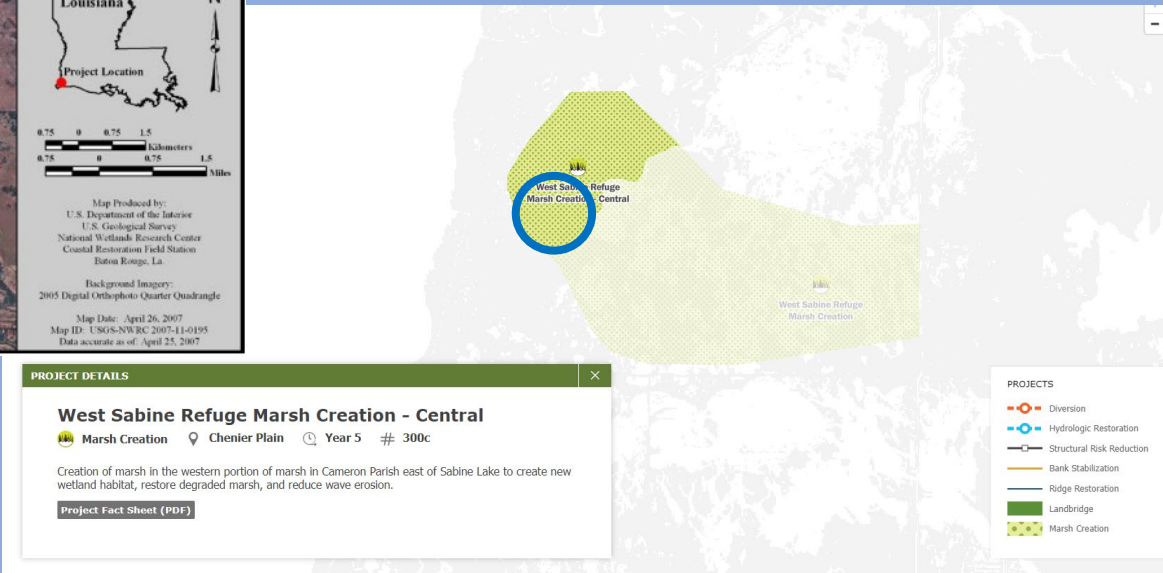 Louisiana
N
Project Location
0.75 0 0.75 1.5
Kilometers
0.75 0 0.75 1.5
Miles
Map Produced by:
U.S. Department of the Interior
U.S. Geological Survey
National Wetlands Research Center
Coastal Restoration Field Station
Baton Rouge, La.
Background Imagery:
2005 Digital Orthophoto Quarter Quadrangle
Map Date: April 26, 2007
Map ID: USGS-NWRC 2007-11-0195
Data accurate as of: April 25, 2007
West Sabine Refuge
Marsh Creation - Central
West Sabine Refuge
Marsh Creation
PROJECT DETAILS
West Sabine Refuge Marsh Creation - Central
Marsh Creation Chenier Plain Year 5 # 300c
Creation of marsh in the western portion of marsh in Cameron Parish east of Sabine Lake to create new
wetland habitat, restore degraded marsh, and reduce wave erosion.
Project Fact Sheet (PDF)
PROJECTS
Diversion
Hydrologic Restoration
Structural Risk Reduction
Bank Stabilization
Ridge Restoration
Landbridge
Marsh Creation